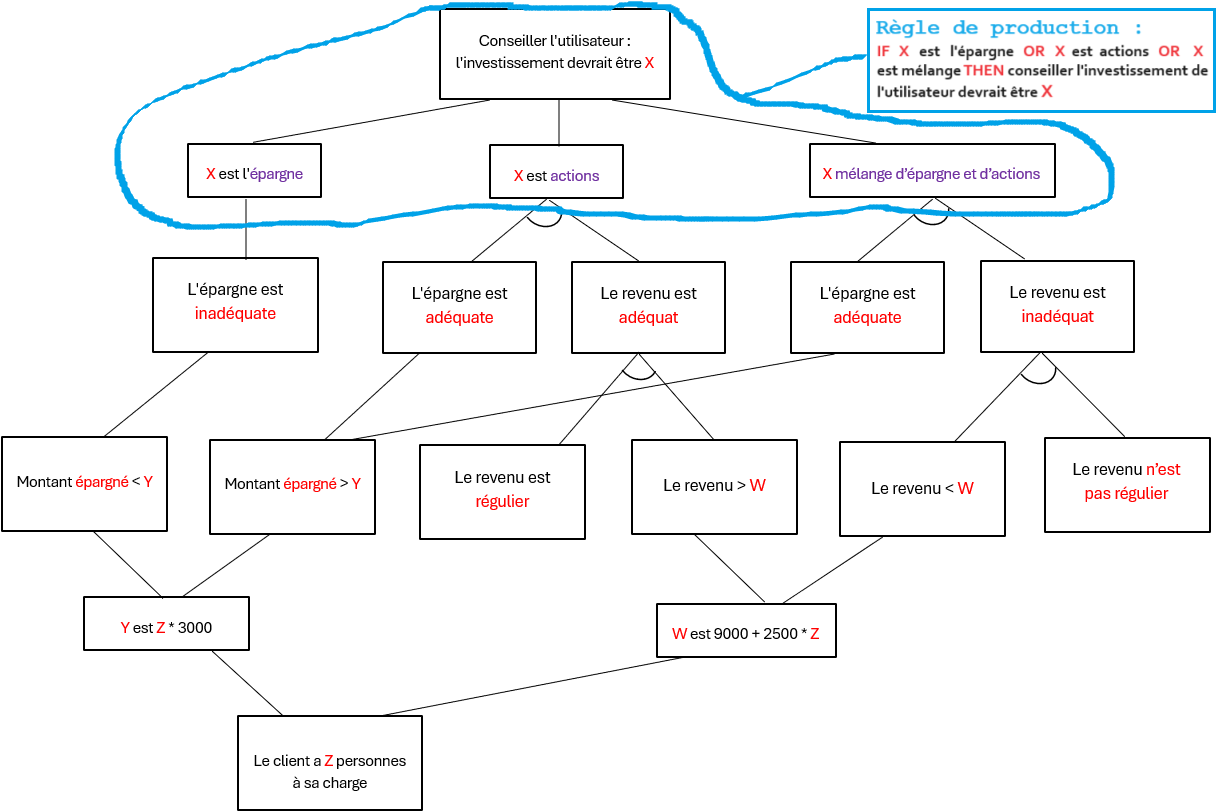 Conseiller l'utilisateur :
l'investissement devrait être X
Règle de production :
IF X est l'épargne OR X est actions OR X
est mélange THEN conseiller l'investissement de
l'utilisateur devrait être X
X est l'épargne
X est actions
X mélange d'épargne et d'actions
L'épargne est
inadéquate
L'épargne est
adéquate
Le revenu est
adéquat
L'épargne est
adéquate
Le revenu est
inadéquat
Montant épargné < Y
Montant épargné > Y
Le revenu est
régulier
Le revenu > W
Le revenu < W
Le revenu n'est
pas régulier
Y est Z * 3000
W est 9000 + 2500 * Z
Le client a Z personnes
à sa charge